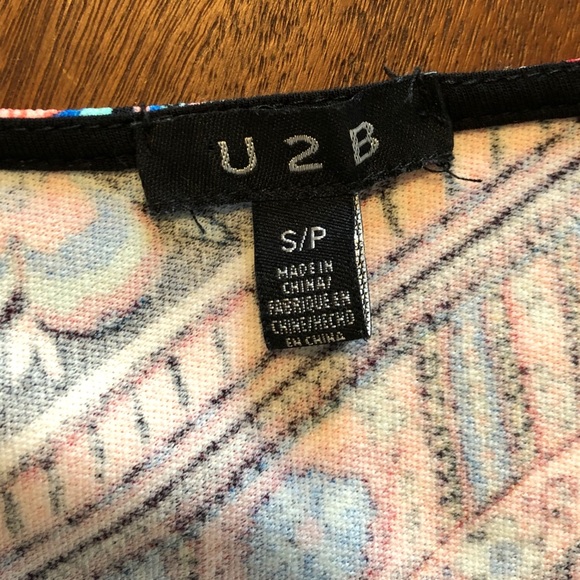 U2B
S/P
MADE IN
CHINA/
FABRIQUE EN
CHINE/HECHO
EN CHINA